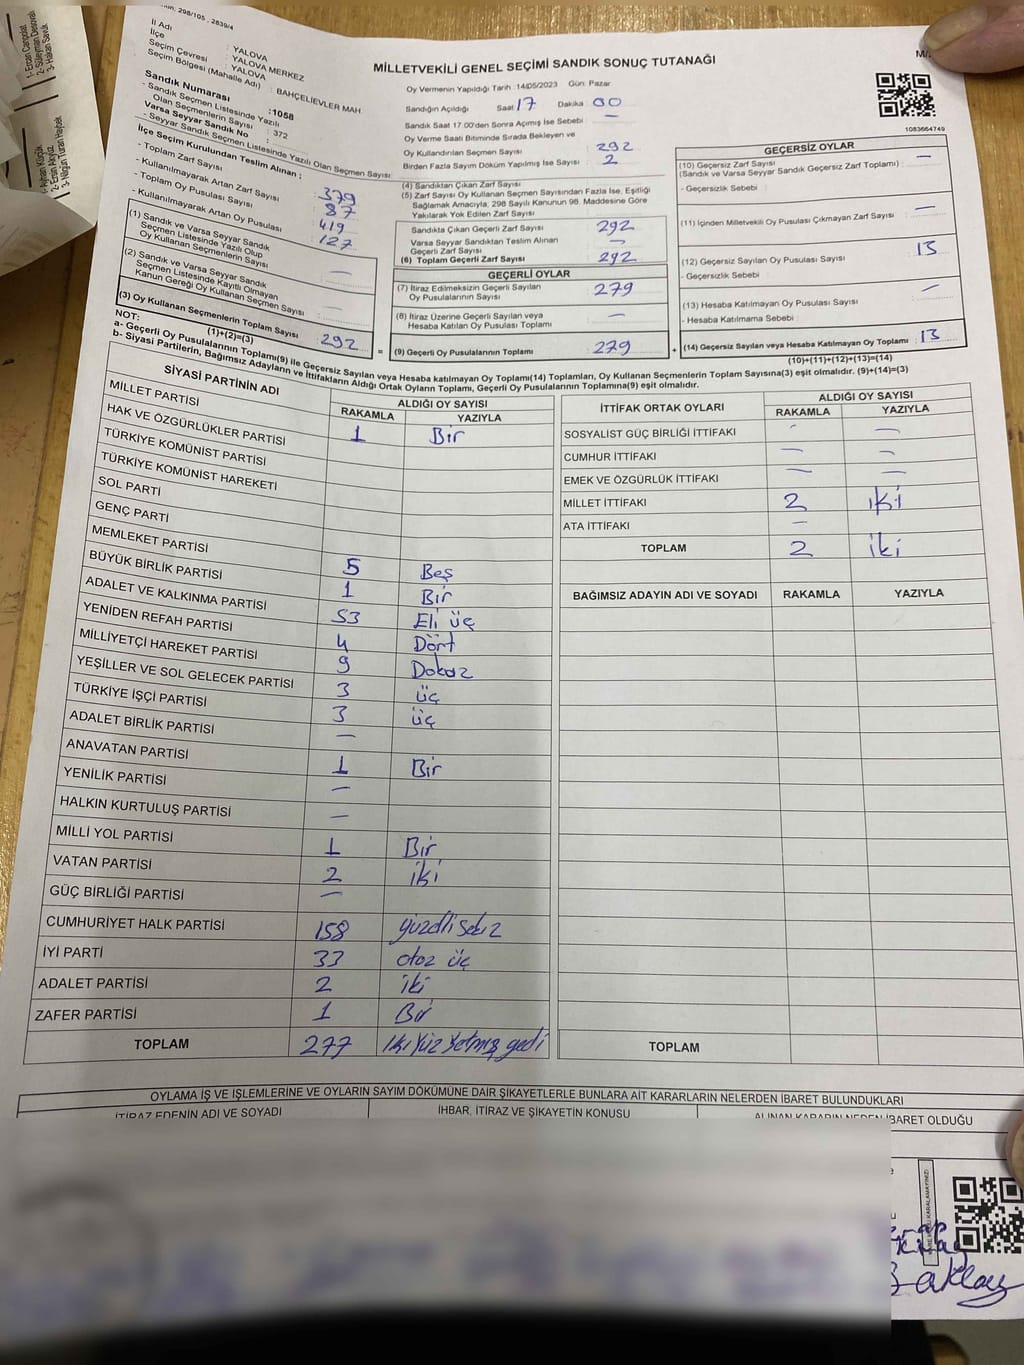 298/105 , 2839/4
İl Adı : YALOVA
İlçe : YALOVA MERKEZ
Seçim Çevresi : YALOVA
Seçim Bölgesi (Mahalle Adı) : BAHÇELİEVLER MAH
Sandık Numarası : 1058
- Sandık Seçmen Listesinde Yazılı
Olan Seçmenlerin Sayısı : 372
Varsa Seyyar Sandık No :
- Seyyar Sandık Seçmen Listesinde Yazılı Olan Seçmen Sayısı :
İlçe Seçim Kurulundan Teslim Alınan ;
- Toplam Zarf Sayısı 379
- Kullanılmayarak Artan Zarf Sayısı 87
- Toplam Oy Pusulası Sayısı 419
- Kullanılmayarak Artan Oy Pusulası 127
(1) Sandık ve Varsa Seyyar Sandık
Seçmen Listesinde Yazılı Olup
Oy Kullanan Seçmenlerin Sayısı —
(2) Sandık ve Varsa Seyyar Sandık
Seçmen Listesinde Kayıtlı Olmayan
Kanun Gereği Oy Kullanan Seçmen Sayısı —
(3) Oy Kullanan Seçmenlerin Toplam Sayısı 292
(1)+(2)=(3)
MİLLETVEKİLİ GENEL SEÇİMİ SANDIK SONUÇ TUTANAĞI
Oy Vermenin Yapıldığı Tarih : 14/05/2023 Gün: Pazar
Sandığın Açıldığı Saat 17 Dakika 00
Sandık Saat 17.00'den Sonra Açılmış İse Sebebi : —
Oy Verme Saati Bitiminde Sırada Bekleyen ve
Oy Kullandırılan Seçmen Sayısı : 292
Birden Fazla Sayım Döküm Yapılmış İse Sayısı : 2
(4) Sandıktan Çıkan Zarf Sayısı
(5) Zarf Sayısı Oy Kullanan Seçmen Sayısından Fazla İse, Eşitliği
Sağlamak Amacıyla, 298 Sayılı Kanunun 98. Maddesine Göre
Yakılarak Yok Edilen Zarf Sayısı :
Sandıkta Çıkan Geçerli Zarf Sayısı 292
Varsa Seyyar Sandıktan Teslim Alınan
Geçerli Zarf Sayısı —
(6) Toplam Geçerli Zarf Sayısı 292
GEÇERLİ OYLAR
(7) İtiraz Edilmeksizin Geçerli Sayılan
Oy Pusulalarının Sayısı : 279
(8) İtiraz Üzerine Geçerli Sayılan veya
Hesaba Katılan Oy Pusulası Toplamı : —
= (9) Geçerli Oy Pusulalarının Toplamı : 279
1083664749
GEÇERSİZ OYLAR
(10) Geçersiz Zarf Sayısı
(Sandık ve Varsa Seyyar Sandık Geçersiz Zarf Toplamı) : —
- Geçersizlik Sebebi :
(11) İçinden Milletvekili Oy Pusulası Çıkmayan Zarf Sayısı : —
(12) Geçersiz Sayılan Oy Pusulası Sayısı : 13
- Geçersizlik Sebebi :
(13) Hesaba Katılmayan Oy Pusulası Sayısı : —
- Hesaba Katılmama Sebebi :
+ (14) Geçersiz Sayılan veya Hesaba Katılmayan Oy Toplamı : 13
(10)+(11)+(12)+(13)=(14)
NOT:
a- Geçerli Oy Pusulalarının Toplamı(9) ile Geçersiz Sayılan veya Hesaba katılmayan Oy Toplamı(14) Toplamları, Oy Kullanan Seçmenlerin Toplam Sayısına(3) eşit olmalıdır. (9)+(14)=(3)
b- Siyasi Partilerin, Bağımsız Adayların ve İttifakların Aldığı Ortak Oyların Toplamı, Geçerli Oy Pusulalarının Toplamına(9) eşit olmalıdır.
SİYASİ PARTİNİN ADI ALDIĞI OY SAYISI
RAKAMLA YAZIYLA
MİLLET PARTİSİ 1 Bir
HAK VE ÖZGÜRLÜKLER PARTİSİ
TÜRKİYE KOMÜNİST PARTİSİ
TÜRKİYE KOMÜNİST HAREKETİ
SOL PARTİ
GENÇ PARTİ
MEMLEKET PARTİSİ 5 Beş
BÜYÜK BİRLİK PARTİSİ 1 Bir
ADALET VE KALKINMA PARTİSİ 53 Eli üç
YENİDEN REFAH PARTİSİ 4 Dört
MİLLİYETÇİ HAREKET PARTİSİ 9 Dokuz
YEŞİLLER VE SOL GELECEK PARTİSİ 3 üç
TÜRKİYE İŞÇİ PARTİSİ 3 üç
ADALET BİRLİK PARTİSİ —
ANAVATAN PARTİSİ 1 Bir
YENİLİK PARTİSİ —
HALKIN KURTULUŞ PARTİSİ —
MİLLİ YOL PARTİSİ 1 Bir
VATAN PARTİSİ 2 iki
GÜÇ BİRLİĞİ PARTİSİ —
CUMHURİYET HALK PARTİSİ 158
İYİ PARTİ 33 otoz üç
ADALET PARTİSİ 2 iki
ZAFER PARTİSİ 1 Bir
TOPLAM 277 iki yüz yetmiş yedi
İTTİFAK ORTAK OYLARI ALDIĞI OY SAYISI
RAKAMLA YAZIYLA
SOSYALİST GÜÇ BİRLİĞİ İTTİFAKI — —
CUMHUR İTTİFAKI — —
EMEK VE ÖZGÜRLÜK İTTİFAKI — —
MİLLET İTTİFAKI 2 iki
ATA İTTİFAKI —
TOPLAM 2 iki
BAĞIMSIZ ADAYIN ADI VE SOYADI RAKAMLA YAZIYLA
TOPLAM
OYLAMA İŞ VE İŞLEMLERİNE VE OYLARIN SAYIM DÖKÜMÜNE DAİR ŞİKAYETLERLE BUNLARA AİT KARARLARIN NELERDEN İBARET BULUNDUKLARI
İTİRAZ EDENİN ADI VE SOYADI İHBAR, İTİRAZ VE ŞİKAYETİN KONUSU ALINAN KARARIN NEDEN İBARET OLDUĞU